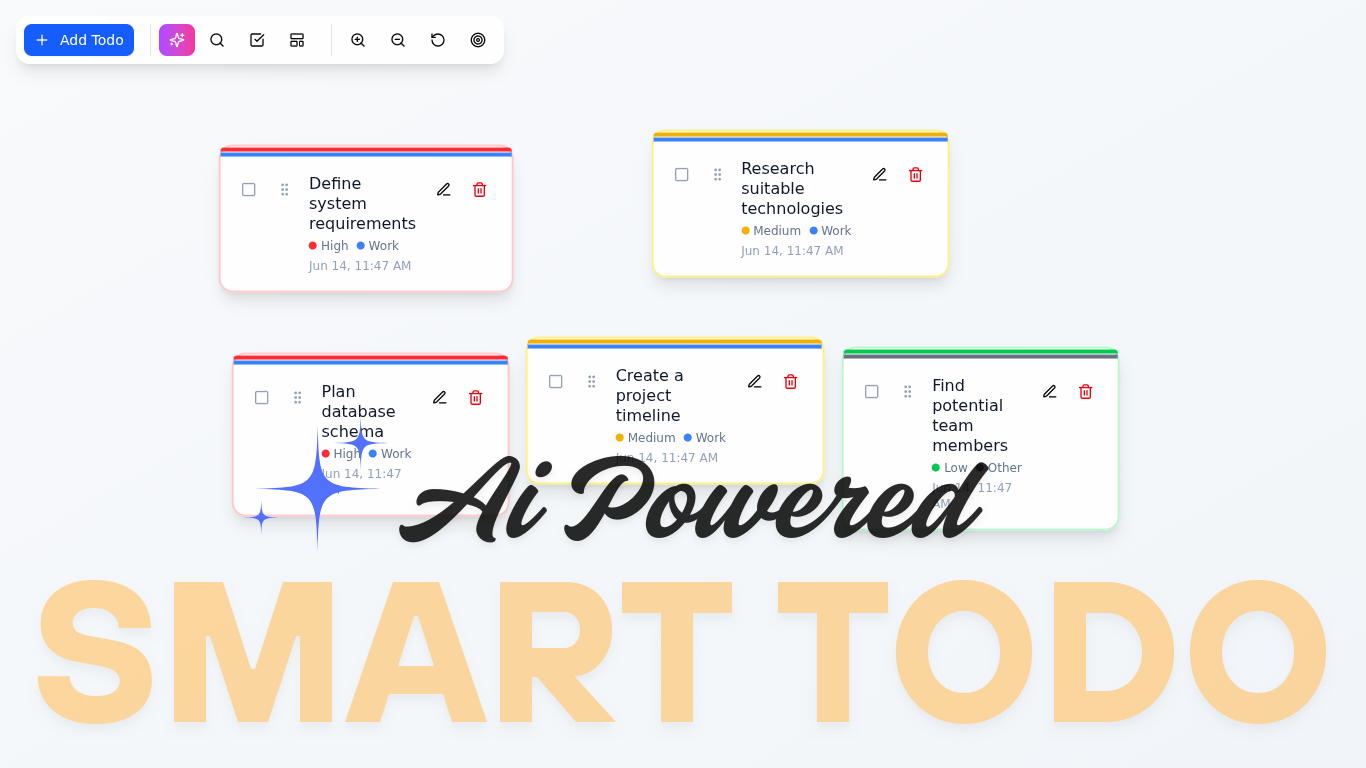 Add Todo
Define
system
requirements
High Work
Jun 14, 11:47 AM
Research
suitable
technologies
Medium Work
Jun 14, 11:47 AM
Plan
database
schema
High Work
Jun 14, 11:47
Create a
project
timeline
Medium Work
Jun 14, 11:47 AM
Find
potential
team
members
Low Other
Jun 14, 11:47
AM
Ai Powered
SMART TODO